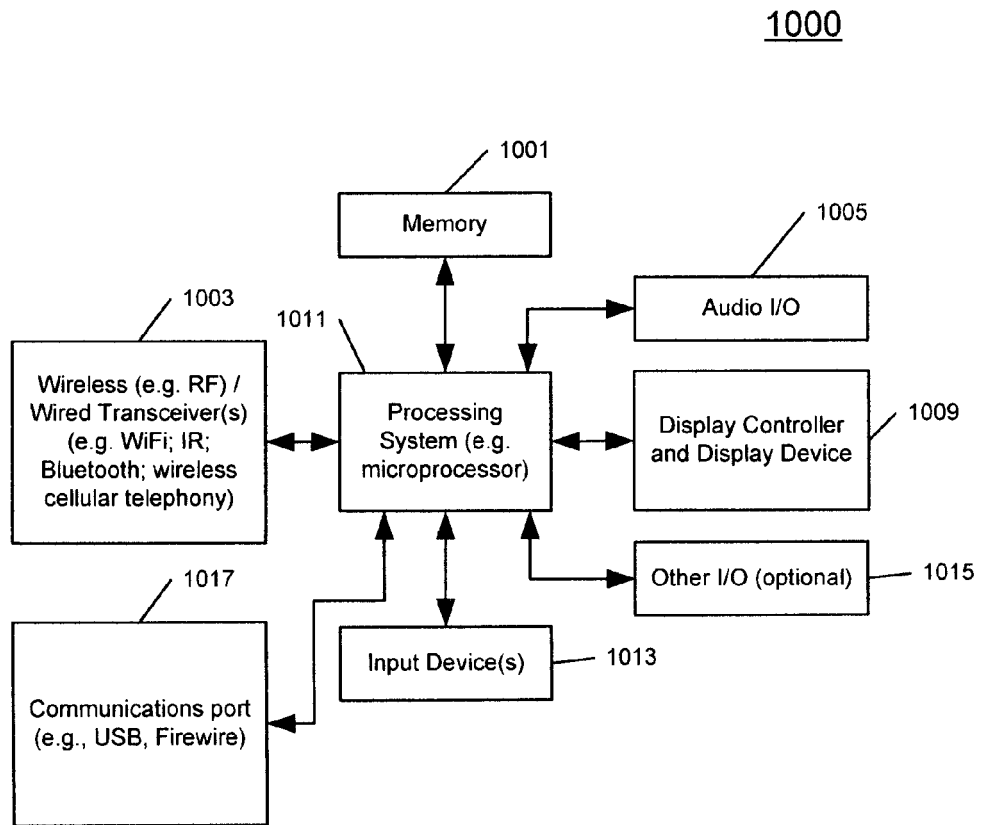 1000
1001
Memory
1005
Audio I/O
1003
1011
Wireless (e.g. RF) /
Wired Transceiver(s)
(e.g. WiFi; IR;
Bluetooth; wireless
cellular telephony)
Processing
System (e.g.
microprocessor)
Display Controller
and Display Device
1009
1017
Other I/O (optional)
1015
Input Device(s)
1013
Communications port
(e.g., USB, Firewire)